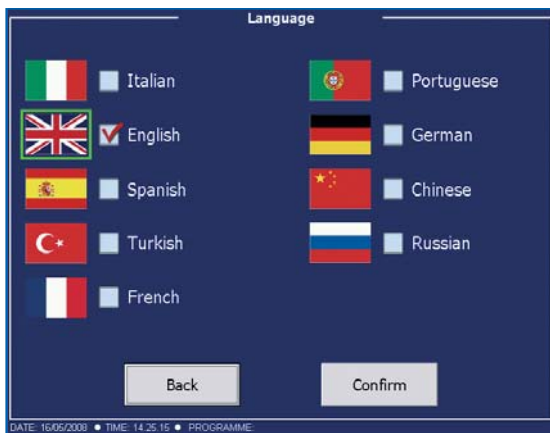 Language
Italian
English
Spanish
Turkish
French
Portuguese
German
Chinese
Russian
Back
Confirm
DATE: 16/05/2008 ● TIME: 14.25.15 ● PROGRAMME: